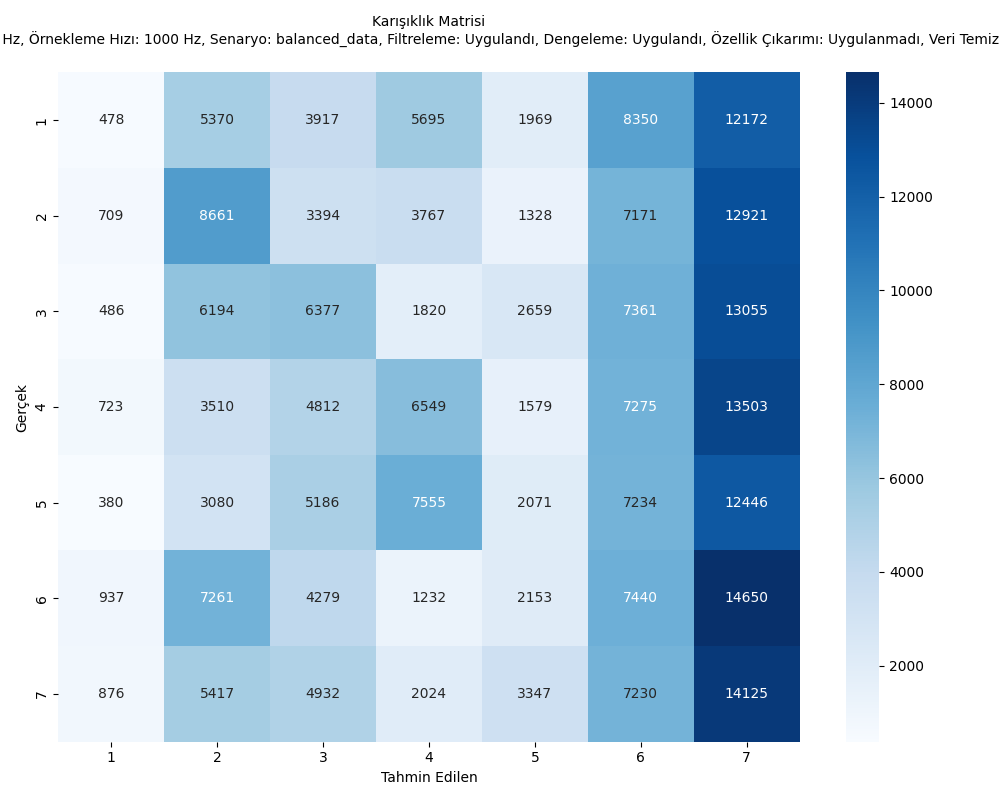 Karışıklık Matrisi
Hz, Örnekleme Hızı: 1000 Hz, Senaryo: balanced_data, Filtreleme: Uygulandı, Dengeleme: Uygulandı, Özellik Çıkarımı: Uygulanmadı, Veri Temiz
1 478 5370 3917 5695 1969 8350 12172
2 709 8661 3394 3767 1328 7171 12921
3 486 6194 6377 1820 2659 7361 13055
4 723 3510 4812 6549 1579 7275 13503
5 380 3080 5186 7555 2071 7234 12446
6 937 7261 4279 1232 2153 7440 14650
7 876 5417 4932 2024 3347 7230 14125
1 2 3 4 5 6 7
Gerçek
Tahmin Edilen
14000
12000
10000
8000
6000
4000
2000